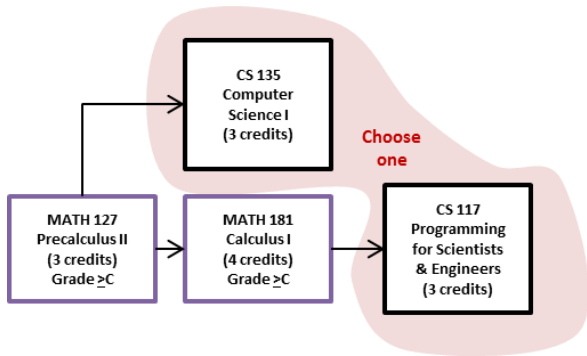 CS 135
Computer
Science I
(3 credits)
Choose
one
MATH 127
Precalculus II
(3 credits)
Grade ≥C
MATH 181
Calculus I
(4 credits)
Grade ≥C
CS 117
Programming
for Scientists
& Engineers
(3 credits)